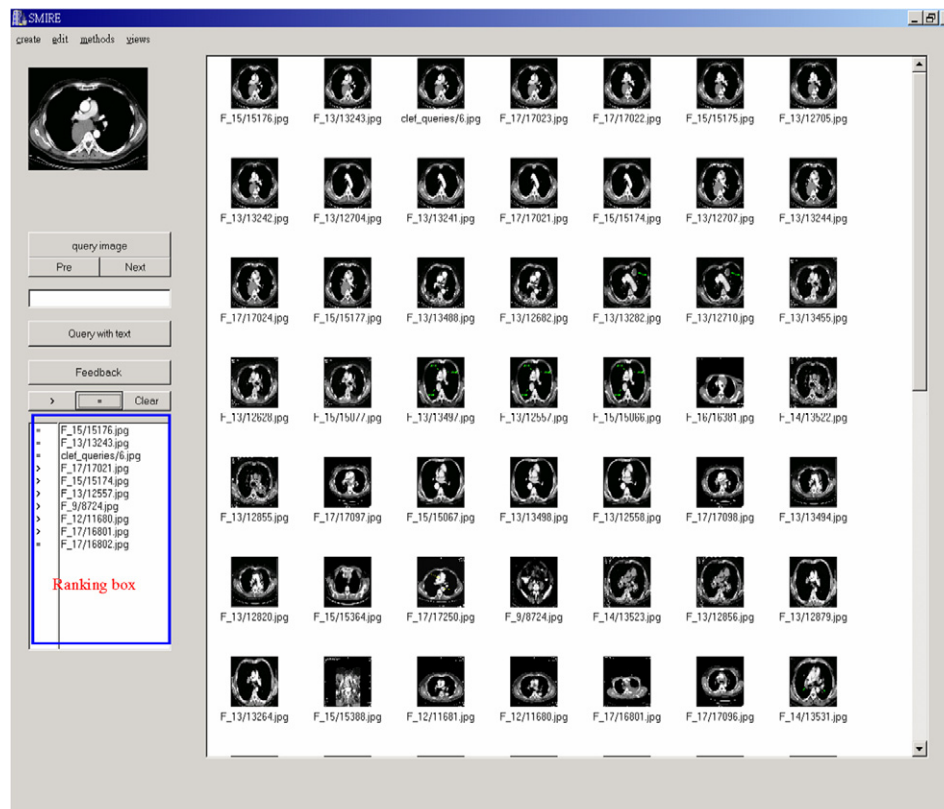 SMIRE
create edit methods views
query image
Pre Next
Query with text
Feedback
> = Clear
= F_15/15176.jpg
= F_13/13243.jpg
= clef_queries/6.jpg
> F_17/17021.jpg
> F_15/15174.jpg
> F_13/12557.jpg
> F_9/8724.jpg
> F_12/11680.jpg
> F_17/16801.jpg
= F_17/16802.jpg
Ranking box
F_15/15176.jpg F_13/13243.jpg clef_queries/6.jpg F_17/17023.jpg F_17/17022.jpg F_15/15175.jpg F_13/12705.jpg
F_13/13242.jpg F_13/12704.jpg F_13/13241.jpg F_17/17021.jpg F_15/15174.jpg F_13/12707.jpg F_13/13244.jpg
F_17/17024.jpg F_15/15177.jpg F_13/13488.jpg F_13/12682.jpg F_13/13282.jpg F_13/12710.jpg F_13/13455.jpg
F_13/12628.jpg F_15/15077.jpg F_13/13497.jpg F_13/12557.jpg F_15/15066.jpg F_16/16381.jpg F_14/13522.jpg
F_13/12855.jpg F_17/17097.jpg F_15/15067.jpg F_13/13498.jpg F_13/12558.jpg F_17/17098.jpg F_13/13494.jpg
F_13/12820.jpg F_15/15364.jpg F_17/17250.jpg F_9/8724.jpg F_14/13523.jpg F_13/12856.jpg F_13/12879.jpg
F_13/13264.jpg F_15/15388.jpg F_12/11681.jpg F_12/11680.jpg F_17/16801.jpg F_17/17096.jpg F_14/13531.jpg